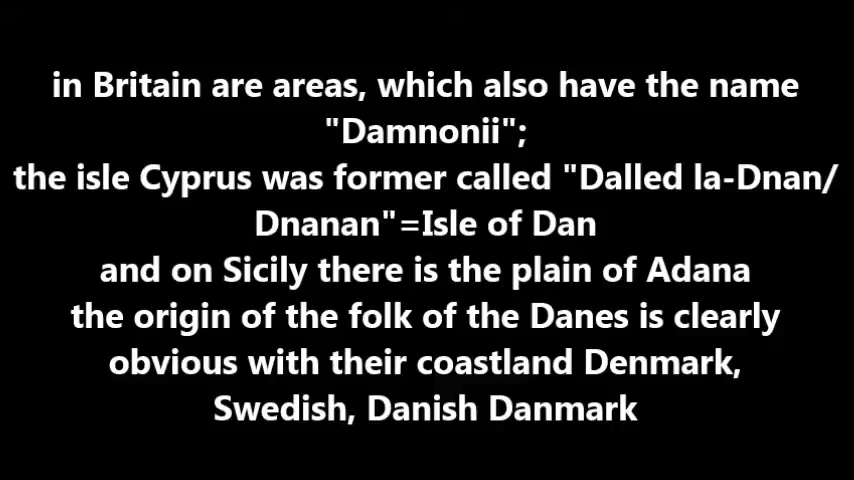 in Britain are areas, which also have the name
"Damnonii";
the isle Cyprus was former called "Dalled la-Dnan/
Dnanan"=Isle of Dan
and on Sicily there is the plain of Adana
the origin of the folk of the Danes is clearly
obvious with their coastland Denmark,
Swedish, Danish Danmark